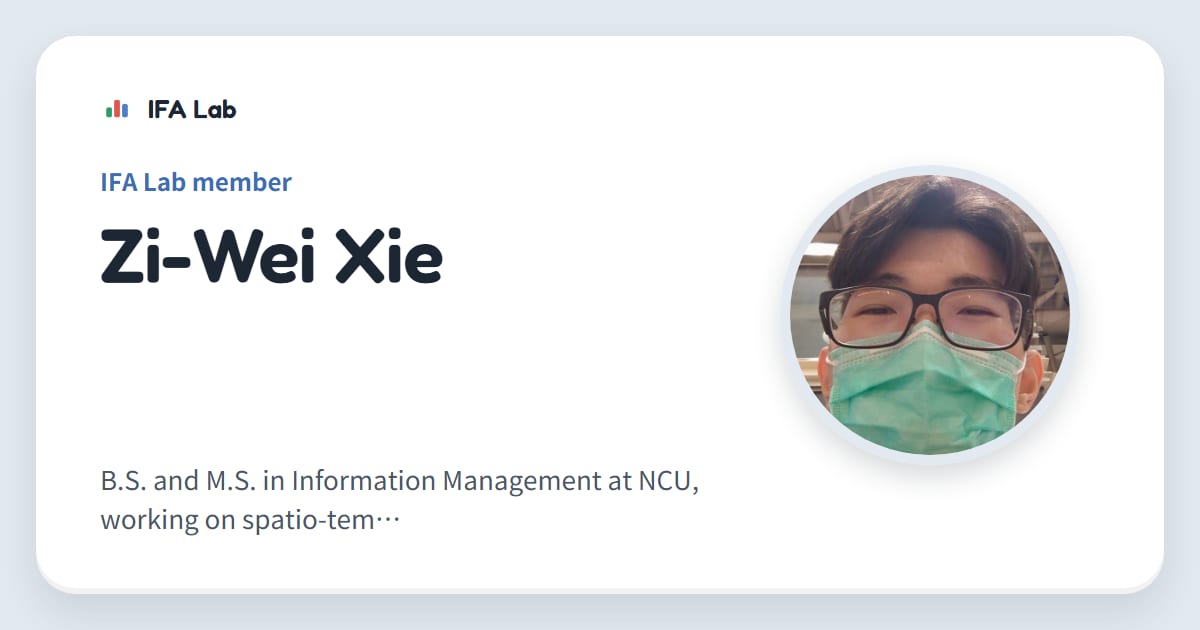 IFA Lab
IFA Lab member
Zi-Wei Xie
B.S. and M.S. in Information Management at NCU,
working on spatio-tem···